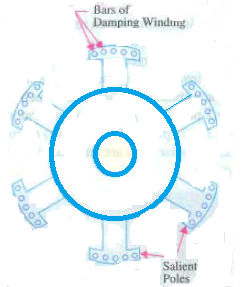 Bars of
Damping Winding
Salient
Poles